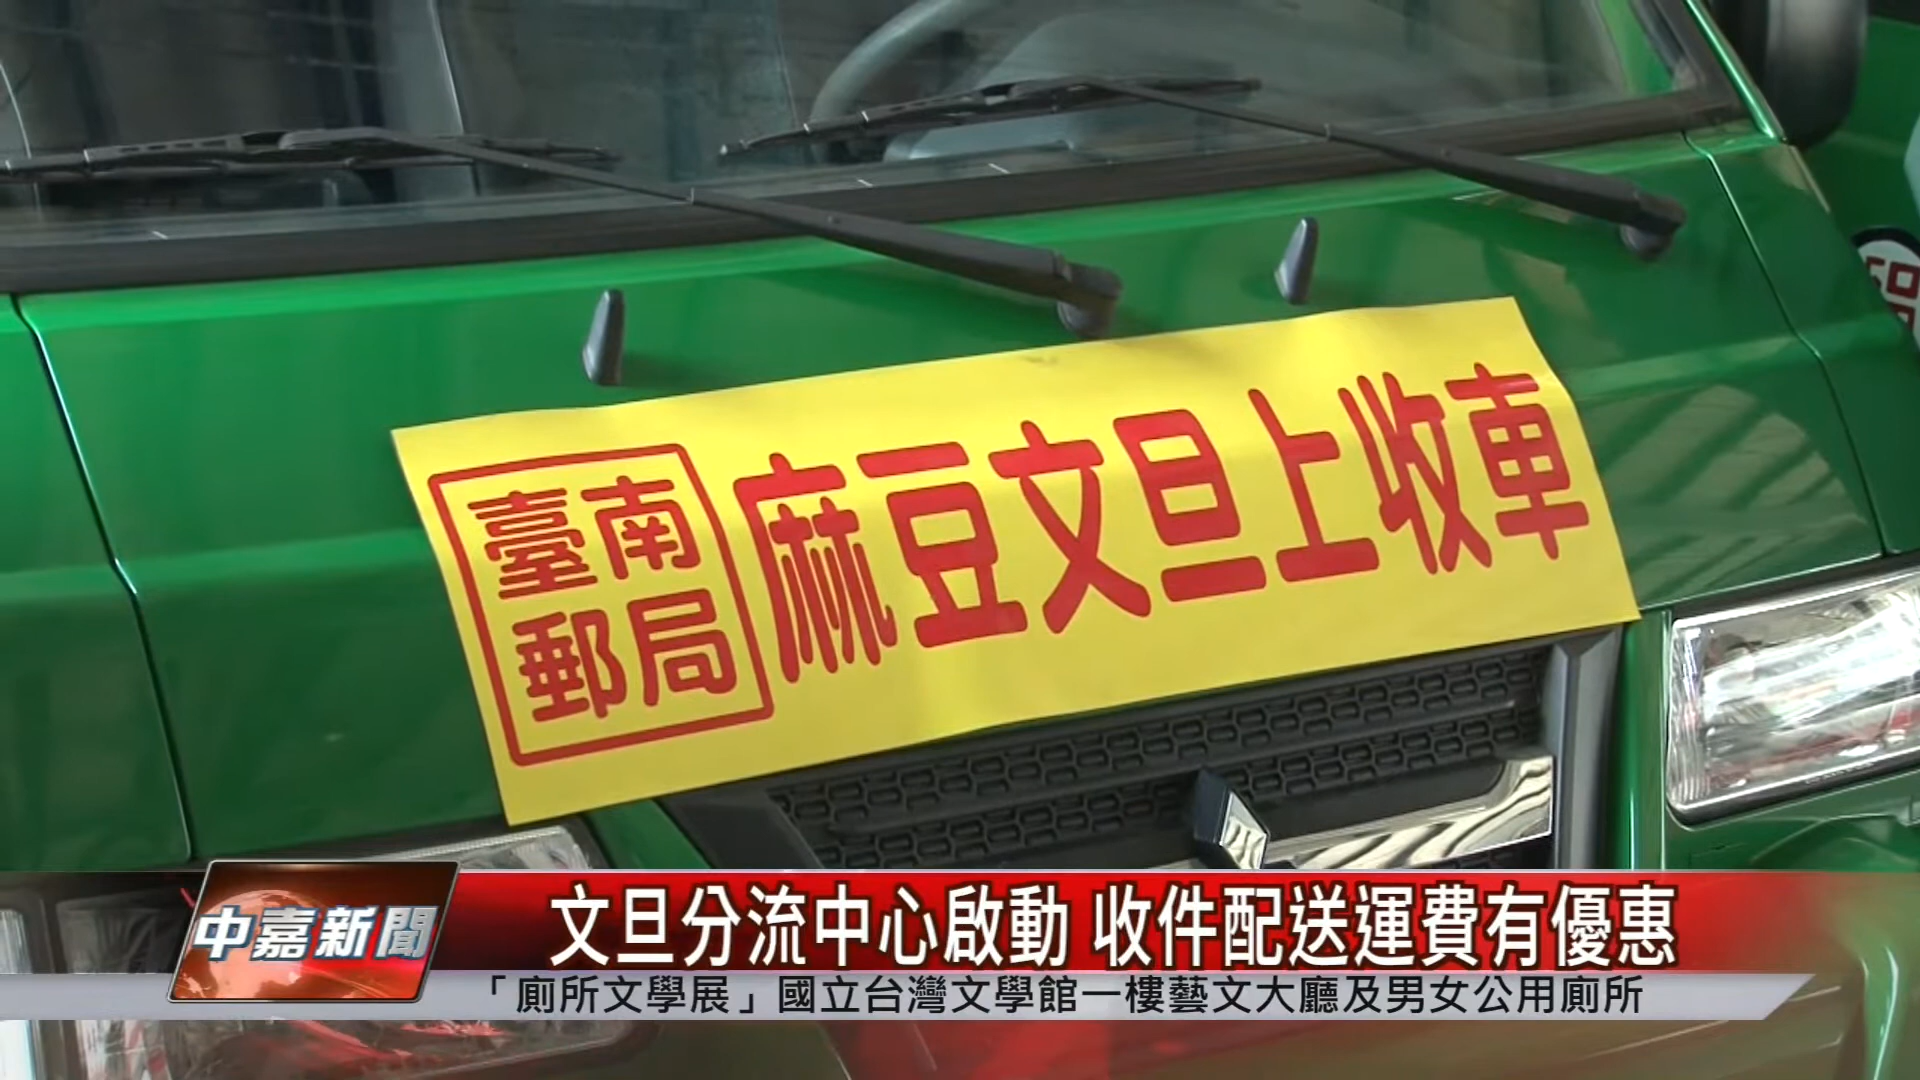 臺南
郵局
麻豆文旦上收車
中嘉新聞
文旦分流中心啟動 收件配送運費有優惠
「廁所文學展」國立台灣文學館一樓藝文大廳及男女公用廁所